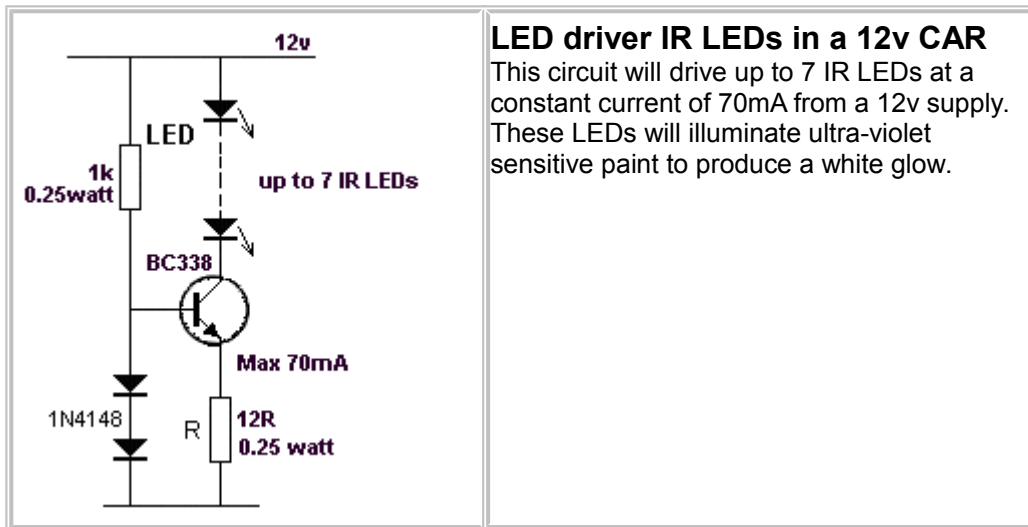 12v
LED
1k
0.25watt
up to 7 IR LEDs
BC338
Max 70mA
1N4148
R
12R
0.25 watt
LED driver IR LEDs in a 12v CAR
This circuit will drive up to 7 IR LEDs at a
constant current of 70mA from a 12v supply.
These LEDs will illuminate ultra-violet
sensitive paint to produce a white glow.